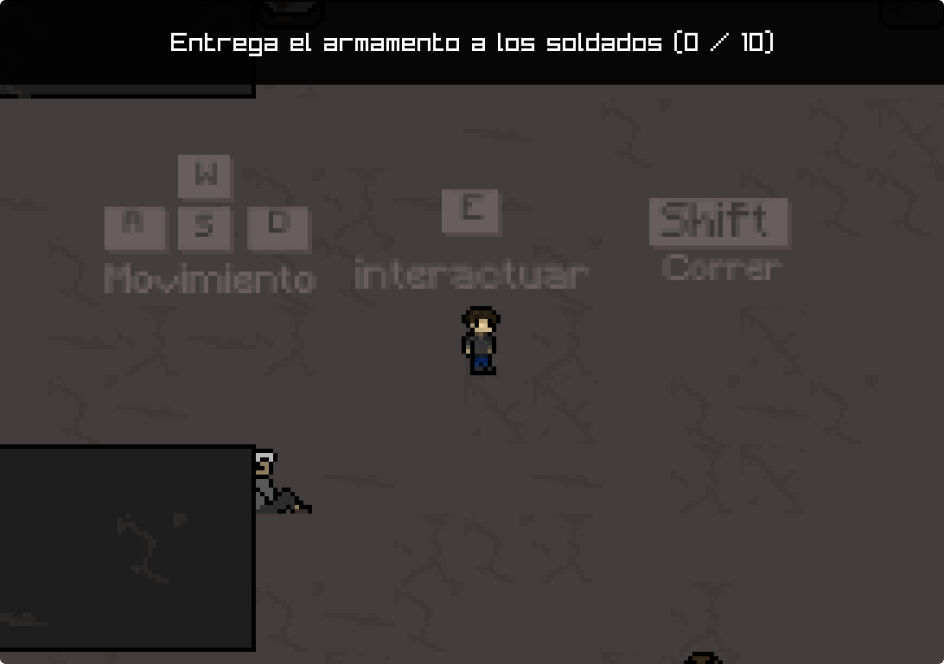 Entrega el armamento a los soldados (0 / 10)
W
A S D
E
Shift
Movimiento
interactuar
Correr